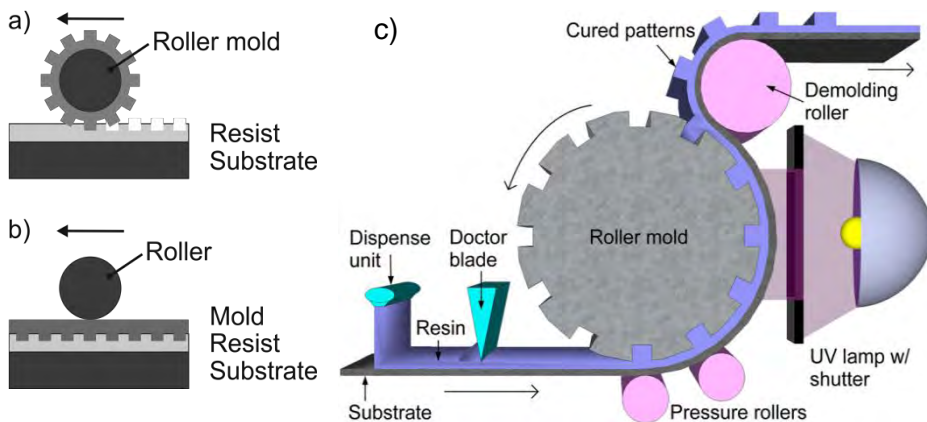 a)
Roller mold
Resist
Substrate
b)
Roller
Mold
Resist
Substrate
c)
Cured patterns
Demolding
roller
Roller mold
Dispense
unit
Doctor
blade
Resin
Substrate
Pressure rollers
UV lamp w/
shutter